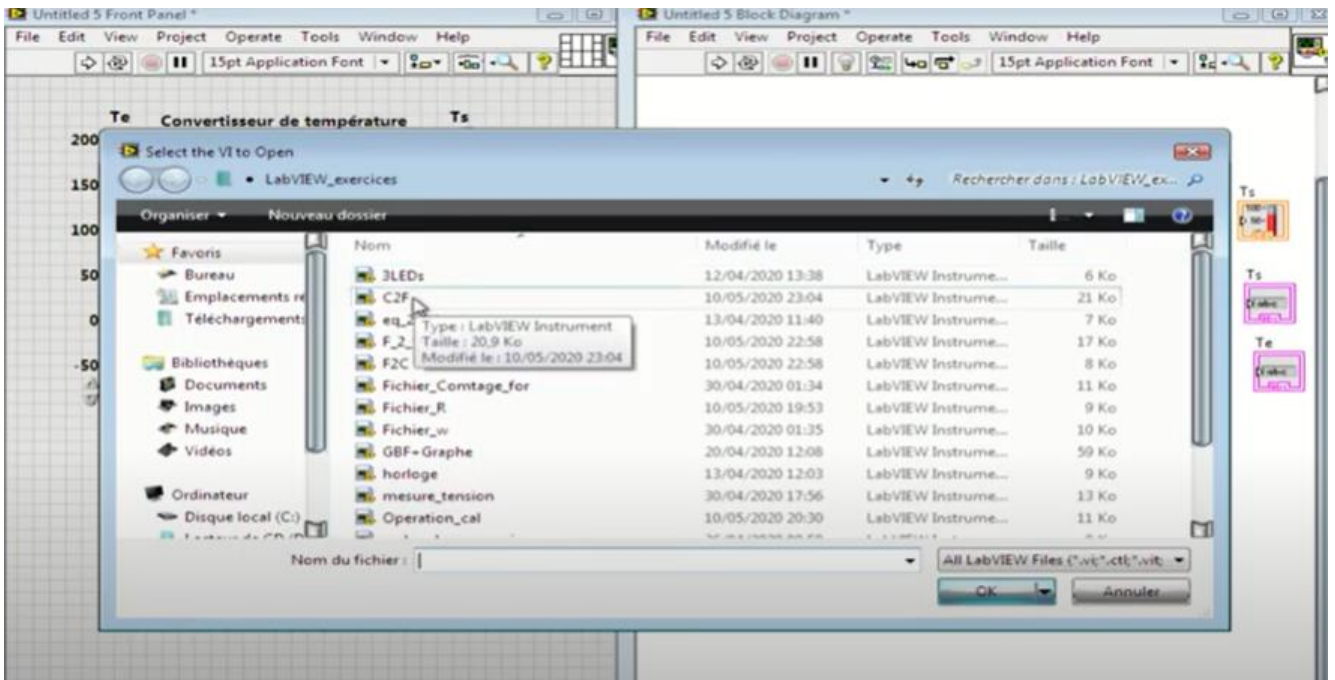 Untitled 5 Front Panel *
File Edit View Project Operate Tools Window Help
15pt Application Font
Te Convertisseur de température Ts
200
150
100
50
0
-50
Untitled 5 Block Diagram *
File Edit View Project Operate Tools Window Help
15pt Application Font
Select the VI to Open
LabVIEW_exercices
Rechercher dans : LabVIEW_ex...
Organiser Nouveau dossier
Favoris
Bureau
Emplacements ré
Téléchargements
Bibliothèques
Documents
Images
Musique
Vidéos
Ordinateur
Disque local (C:)
Nom Modifié le Type Taille
3LEDs 12/04/2020 13:38 LabVIEW Instrume... 6 Ko
C2F 10/05/2020 23:04 LabVIEW Instrume... 21 Ko
13/04/2020 11:40 LabVIEW Instrume... 7 Ko
10/05/2020 22:58 LabVIEW Instrume... 17 Ko
F2C 10/05/2020 22:58 LabVIEW Instrume... 8 Ko
Fichier_Comtage_for 30/04/2020 01:34 LabVIEW Instrume... 11 Ko
Fichier_R 10/05/2020 19:53 LabVIEW Instrume... 9 Ko
Fichier_w 30/04/2020 01:35 LabVIEW Instrume... 10 Ko
GBF+Graphe 20/04/2020 12:08 LabVIEW Instrume... 59 Ko
horloge 13/04/2020 12:03 LabVIEW Instrume... 9 Ko
mesure_tension 30/04/2020 17:56 LabVIEW Instrume... 13 Ko
Operation_cal 10/05/2020 20:30 LabVIEW Instrume... 11 Ko
Type : LabVIEW Instrument
Taille : 20,9 Ko
Modifié le : 10/05/2020 23:04
Nom du fichier :
All LabVIEW Files (*.vi;*.ctl;*.vit;
OK Annuler
Ts
Ts
Te